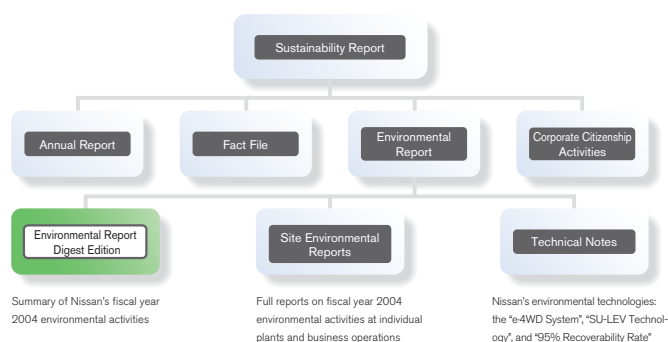 Sustainability Report
Annual Report
Fact File
Environmental
Report
Corporate Citizenship
Activities
Environmental Report
Digest Edition
Site Environmental
Reports
Technical Notes
Summary of Nissan's fiscal year
2004 environmental activities
Full reports on fiscal year 2004
environmental activities at individual
plants and business operations
Nissan's environmental technologies:
the “e-4WD System”, “SU-LEV Technol-
ogy”, and “95% Recoverability Rate”